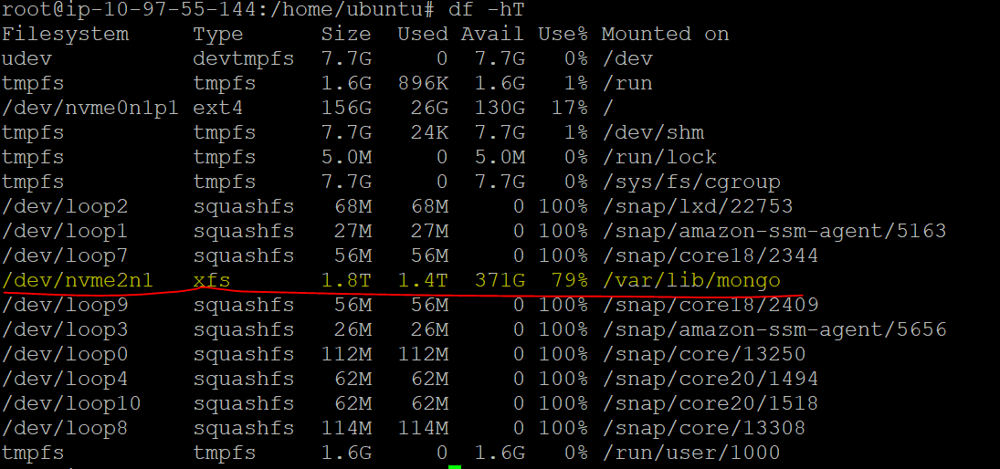 root@ip-10-97-55-144:/home/ubuntu# df -hT
Filesystem     Type      Size  Used Avail Use% Mounted on
udev           devtmpfs  7.7G     0  7.7G   0% /dev
tmpfs          tmpfs     1.6G  896K  1.6G   1% /run
/dev/nvme0n1p1 ext4      156G   26G  130G  17% /
tmpfs          tmpfs     7.7G   24K  7.7G   1% /dev/shm
tmpfs          tmpfs     5.0M     0  5.0M   0% /run/lock
tmpfs          tmpfs     7.7G     0  7.7G   0% /sys/fs/cgroup
/dev/loop2     squashfs   68M   68M     0 100% /snap/lxd/22753
/dev/loop1     squashfs   27M   27M     0 100% /snap/amazon-ssm-agent/5163
/dev/loop7     squashfs   56M   56M     0 100% /snap/core18/2344
/dev/nvme2n1   xfs       1.8T  1.4T  371G  79% /var/lib/mongo
/dev/loop9     squashfs   56M   56M     0 100% /snap/core18/2409
/dev/loop3     squashfs   26M   26M     0 100% /snap/amazon-ssm-agent/5656
/dev/loop0     squashfs  112M  112M     0 100% /snap/core/13250
/dev/loop4     squashfs   62M   62M     0 100% /snap/core20/1494
/dev/loop10    squashfs   62M   62M     0 100% /snap/core20/1518
/dev/loop8     squashfs  114M  114M     0 100% /snap/core/13308
tmpfs          tmpfs     1.6G     0  1.6G   0% /run/user/1000